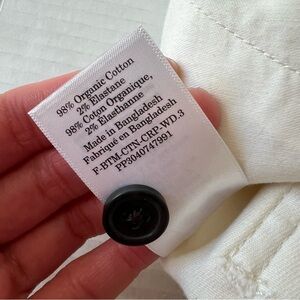 98% Organic Cotton
2% Elastane
98% Coton Organique,
2% Élasthanne
Made in Bangladesh
Fabriqué en Bangladesh
F-BTM-CTN-CRP-WD.3
PP3040747991